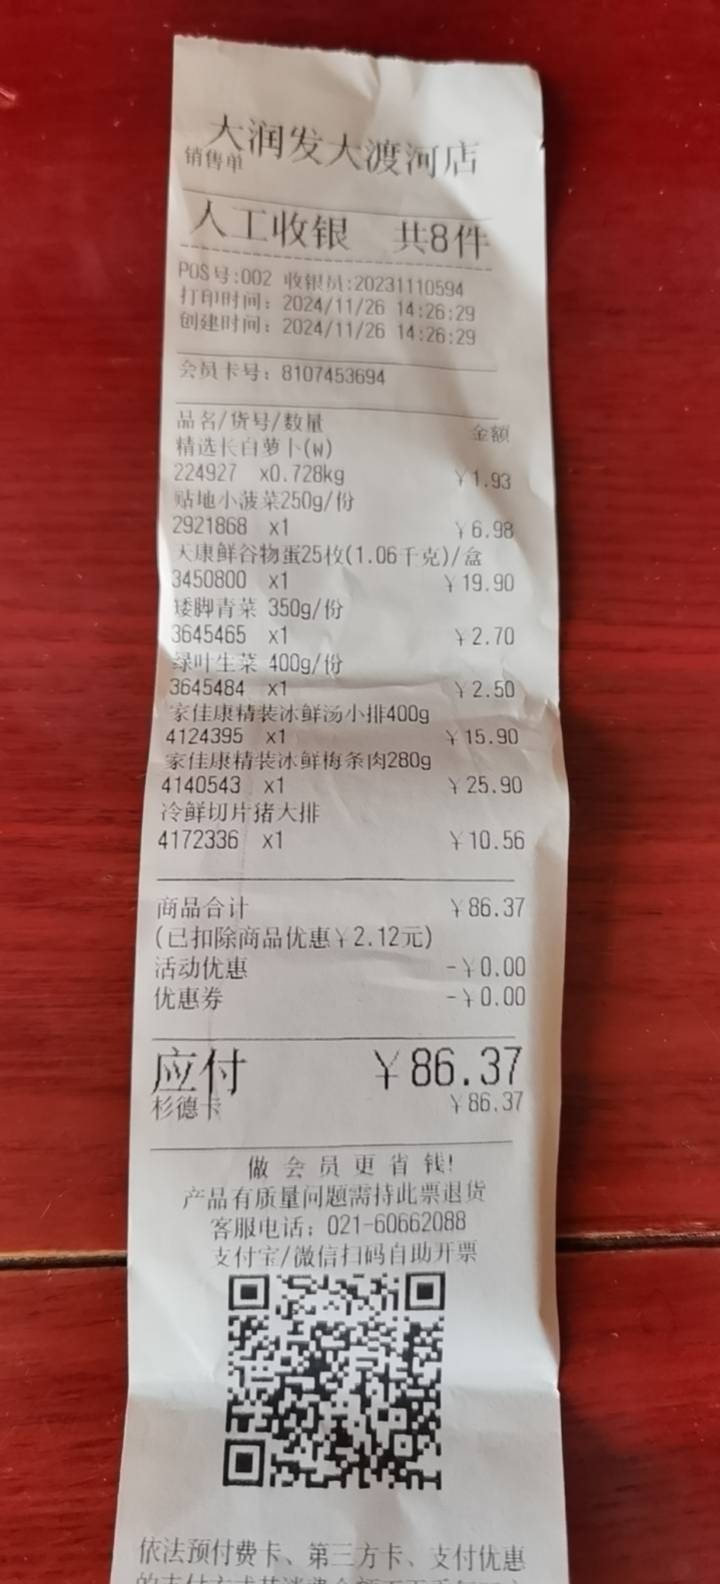 大润发大渡河店
销售单
人工收银 共8件
POS号:002 收银员:20231110594
打印时间: 2024/11/26 14:26:29
创建时间: 2024/11/26 14:26:29
会员卡号: 8107453694
品名/货号/数量 金额
精选长白萝卜(w)
224927 x0.728kg ¥1.93
贴地小菠菜250g/份
2921868 x1 ¥6.98
天康鲜谷物蛋25枚(1.06千克)/盒
3450800 x1 ¥19.90
矮脚青菜 350g/份
3645465 x1 ¥2.70
绿叶生菜 400g/份
3645484 x1 ¥2.50
家佳康精装冰鲜汤小排400g
4124395 x1 ¥15.90
家佳康精装冰鲜梅条肉280g
4140543 x1 ¥25.90
冷鲜切片猪大排
4172336 x1 ¥10.56
商品合计 ¥86.37
(已扣除商品优惠¥2.12元)
活动优惠 -¥0.00
优惠券 -¥0.00
应付 ¥86.37
杉德卡 ¥86.37
做会员更省钱!
产品有质量问题需持此票退货
客服电话: 021-60662088
支付宝/微信扫码自助开票
依法预付费卡、第三方卡、支付优惠